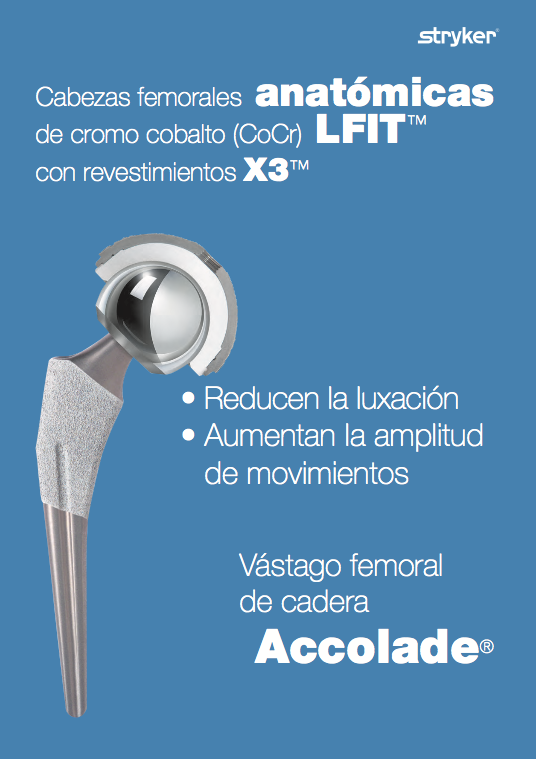 stryker®
Cabezas femorales anatómicas
de cromo cobalto (CoCr) LFIT™
con revestimientos X3™
• Reducen la luxación
• Aumentan la amplitud
de movimientos
Vástago femoral
de cadera
Accolade®